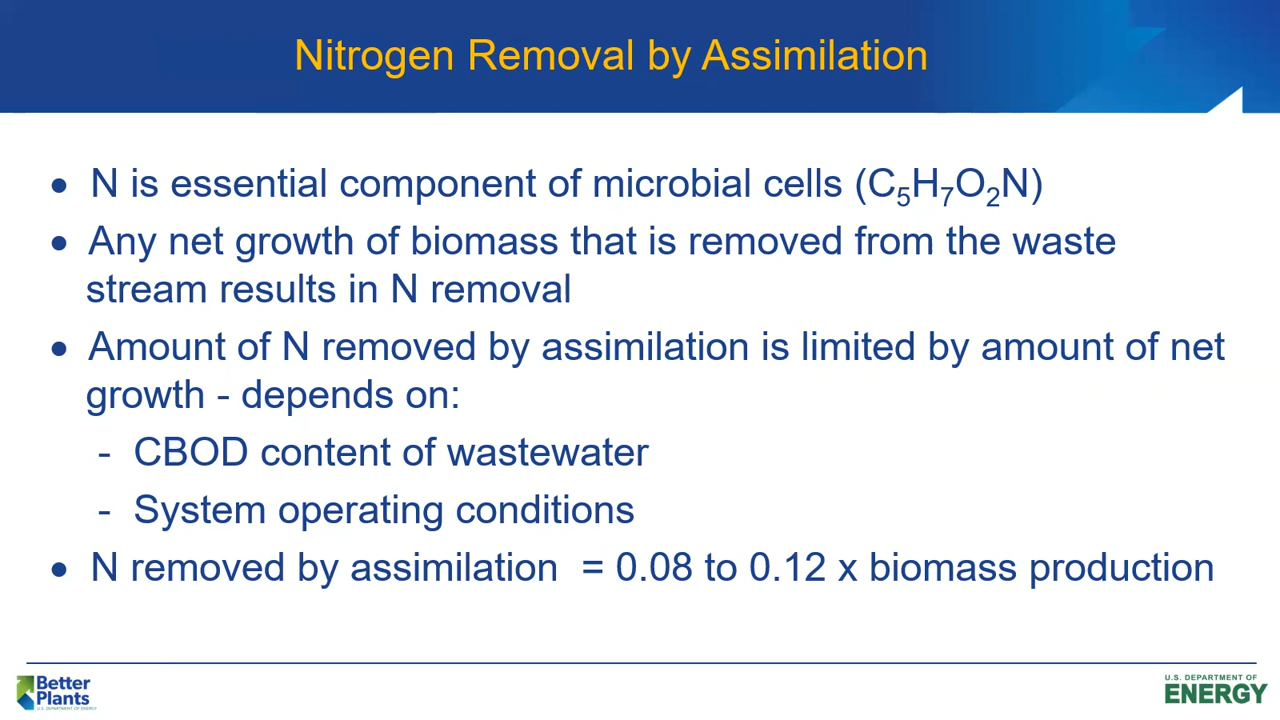 Nitrogen Removal by Assimilation
• N is essential component of microbial cells (C₅H₇O₂N)
• Any net growth of biomass that is removed from the waste
stream results in N removal
• Amount of N removed by assimilation is limited by amount of net
growth - depends on:
- CBOD content of wastewater
- System operating conditions
• N removed by assimilation = 0.08 to 0.12 x biomass production
Better
Plants
U.S. DEPARTMENT OF ENERGY
U.S. DEPARTMENT OF
ENERGY